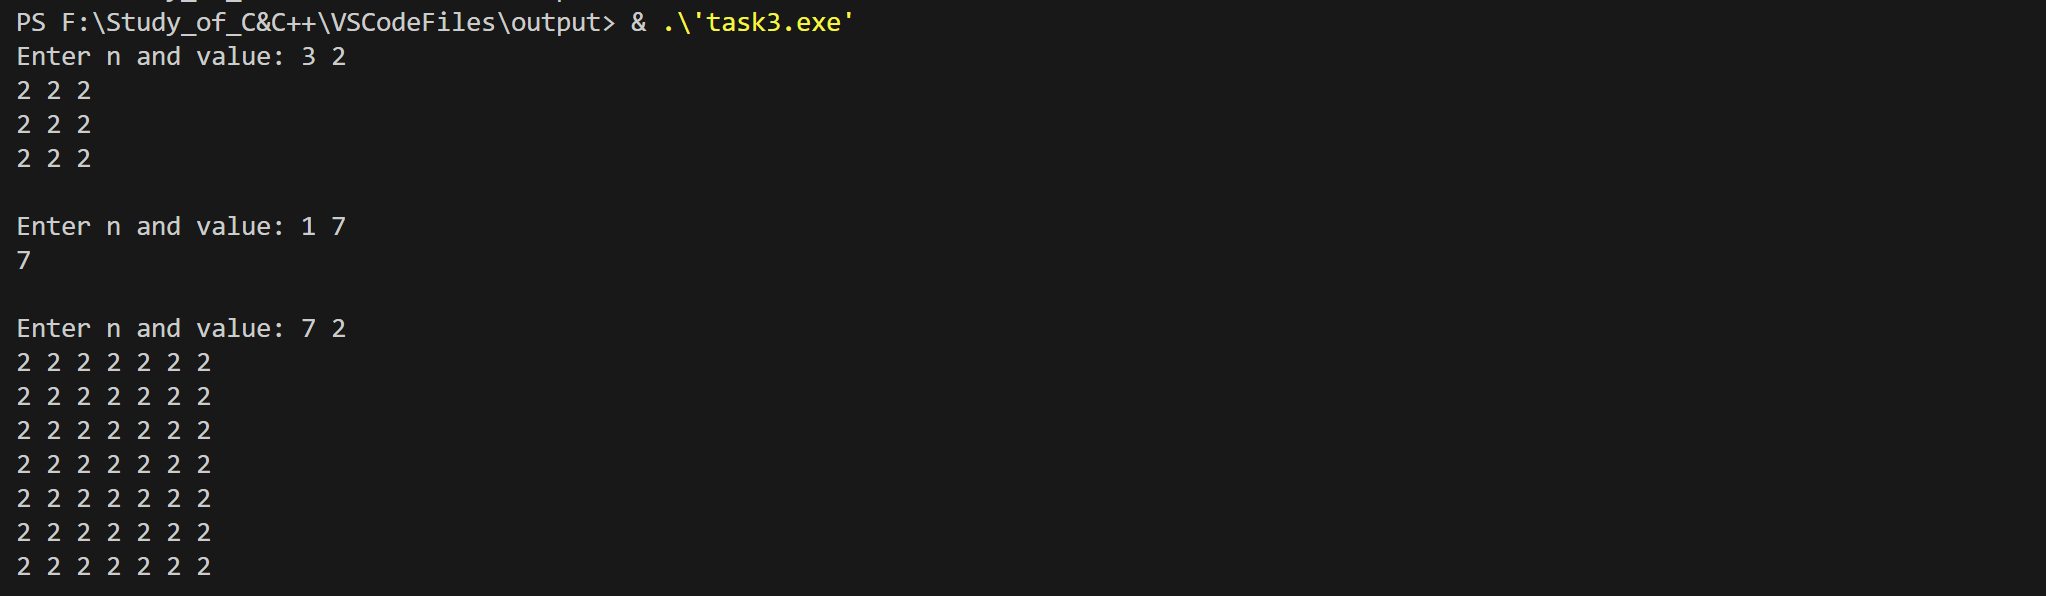 PS F:\Study_of_C&C++\VSCodeFiles\output> & .\'task3.exe'
Enter n and value: 3 2
2 2 2
2 2 2
2 2 2
Enter n and value: 1 7
7
Enter n and value: 7 2
2 2 2 2 2 2 2
2 2 2 2 2 2 2
2 2 2 2 2 2 2
2 2 2 2 2 2 2
2 2 2 2 2 2 2
2 2 2 2 2 2 2
2 2 2 2 2 2 2